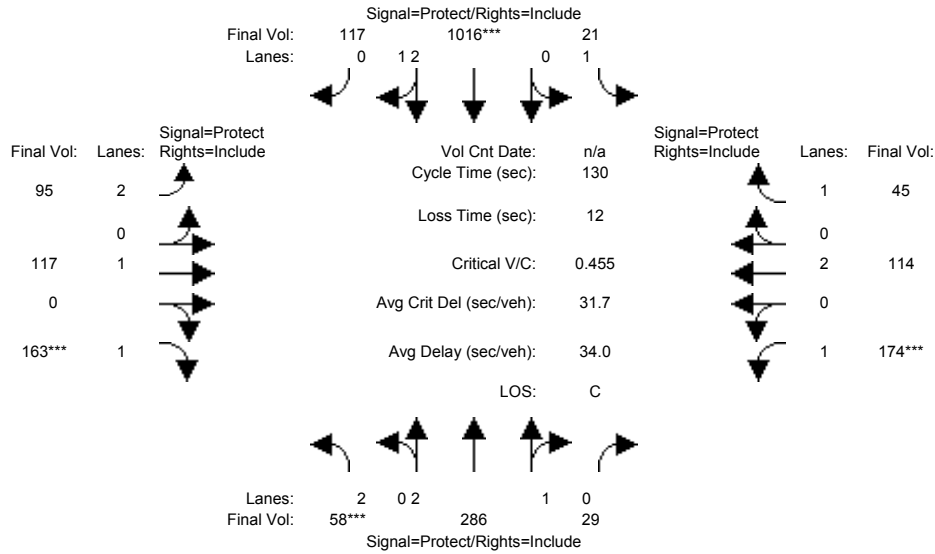 Signal=Protect/Rights=Include
Final Vol: 117 1016*** 21
Lanes: 0 1 2 0 1
Signal=Protect Signal=Protect
Final Vol: Lanes: Rights=Include Vol Cnt Date: n/a Rights=Include Lanes: Final Vol:
Cycle Time (sec): 130
95 2 1 45
Loss Time (sec): 12
0 0
117 1 Critical V/C: 0.455 2 114
0 Avg Crit Del (sec/veh): 31.7 0
163*** 1 Avg Delay (sec/veh): 34.0 1 174***
LOS: C
Lanes: 2 0 2 1 0
Final Vol: 58*** 286 29
Signal=Protect/Rights=Include